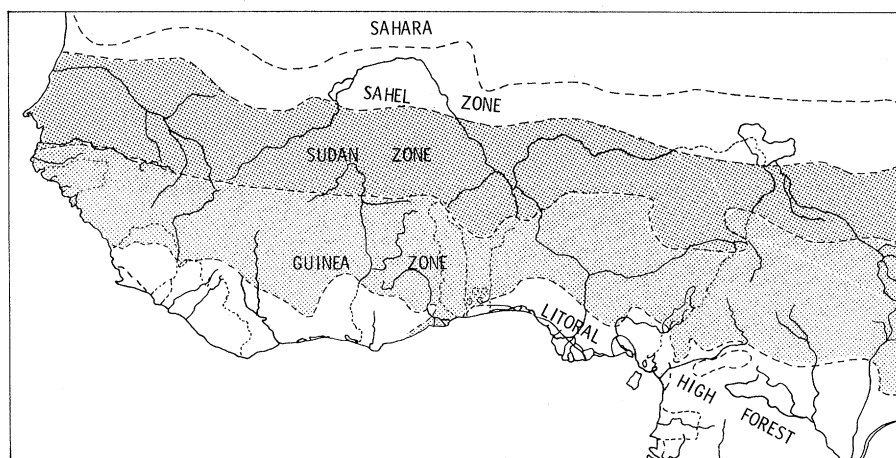 SAHARA
SAHEL ZONE
SUDAN ZONE
GUINEA ZONE
LITORAL
HIGH
FOREST